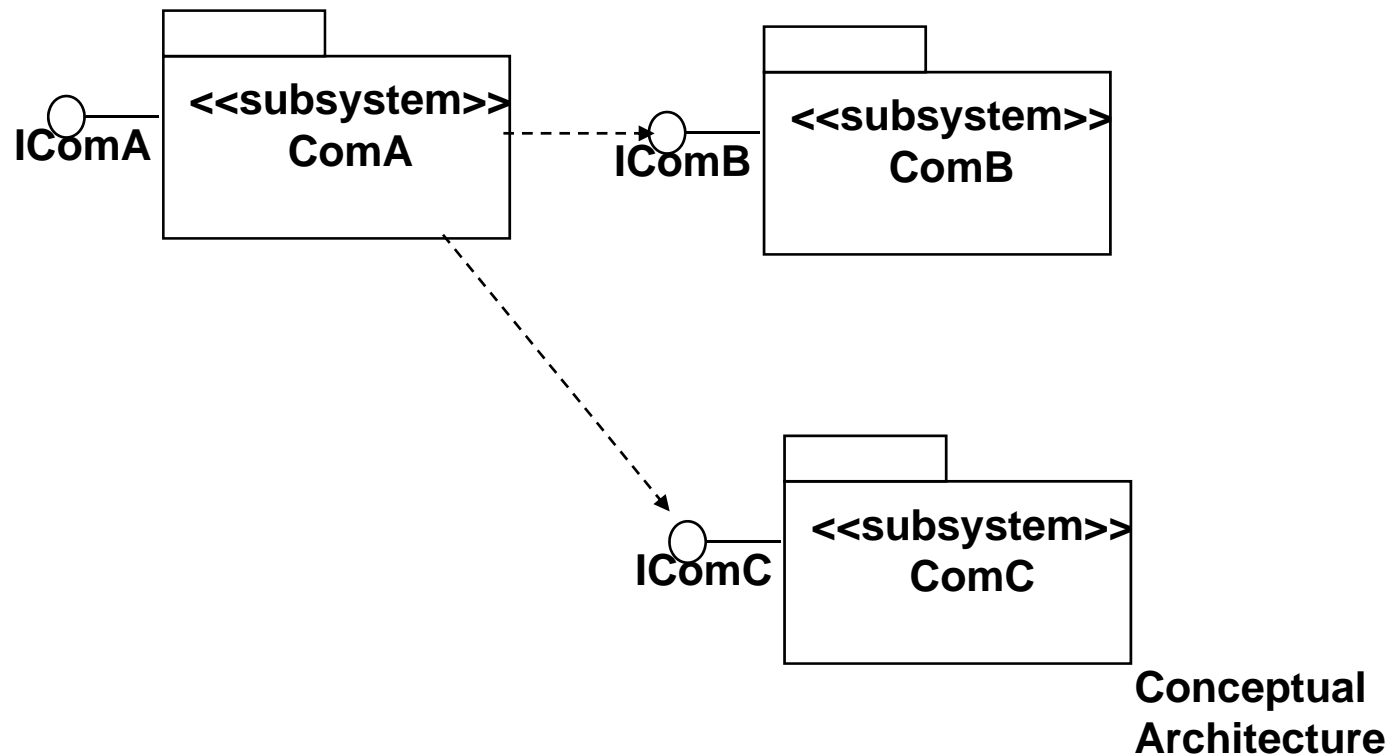 <<subsystem>>
ComA
IComA
<<subsystem>>
ComB
IComB
<<subsystem>>
ComC
IComC
Conceptual
Architecture